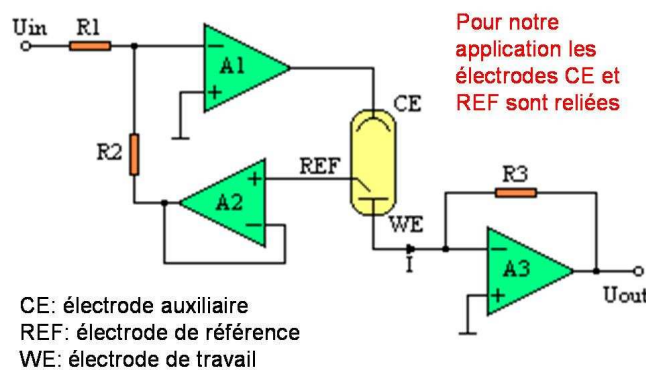 Uin
R1
Pour notre
application les
électrodes CE et
REF sont reliées
−
A1
+
CE
R2
REF
R3
+
A2
−
WE
I
−
A3
+
Uout
CE: électrode auxiliaire
REF: électrode de référence
WE: électrode de travail